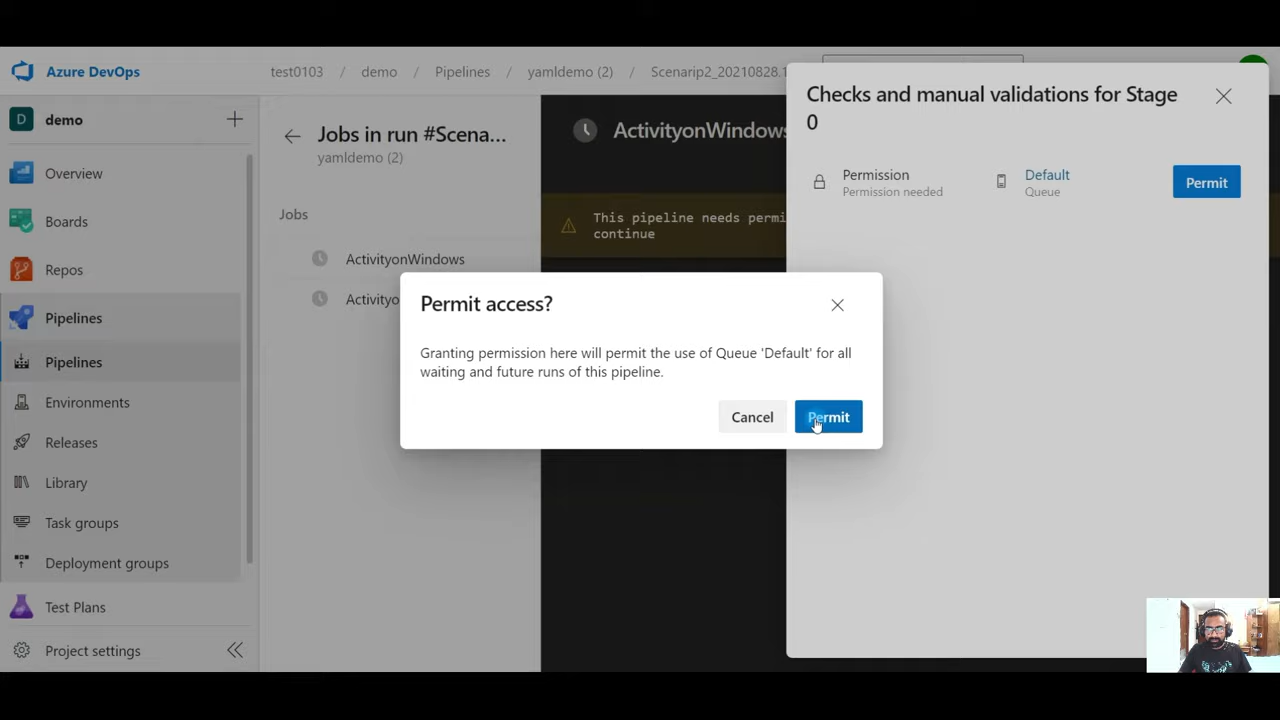 Azure DevOps
test0103 / demo / Pipelines / yamldemo (2) / Scenarip2_20210828.1
demo
Overview
Boards
Repos
Pipelines
Pipelines
Environments
Releases
Library
Task groups
Deployment groups
Test Plans
Project settings
Jobs in run #Scena...
yamldemo (2)
Jobs
ActivityonWindows
Activityo
ActivityonWindows
This pipeline needs permi
continue
Checks and manual validations for Stage
0
Permission
Permission needed
Default
Queue
Permit
Permit access?
Granting permission here will permit the use of Queue 'Default' for all
waiting and future runs of this pipeline.
Cancel
Permit